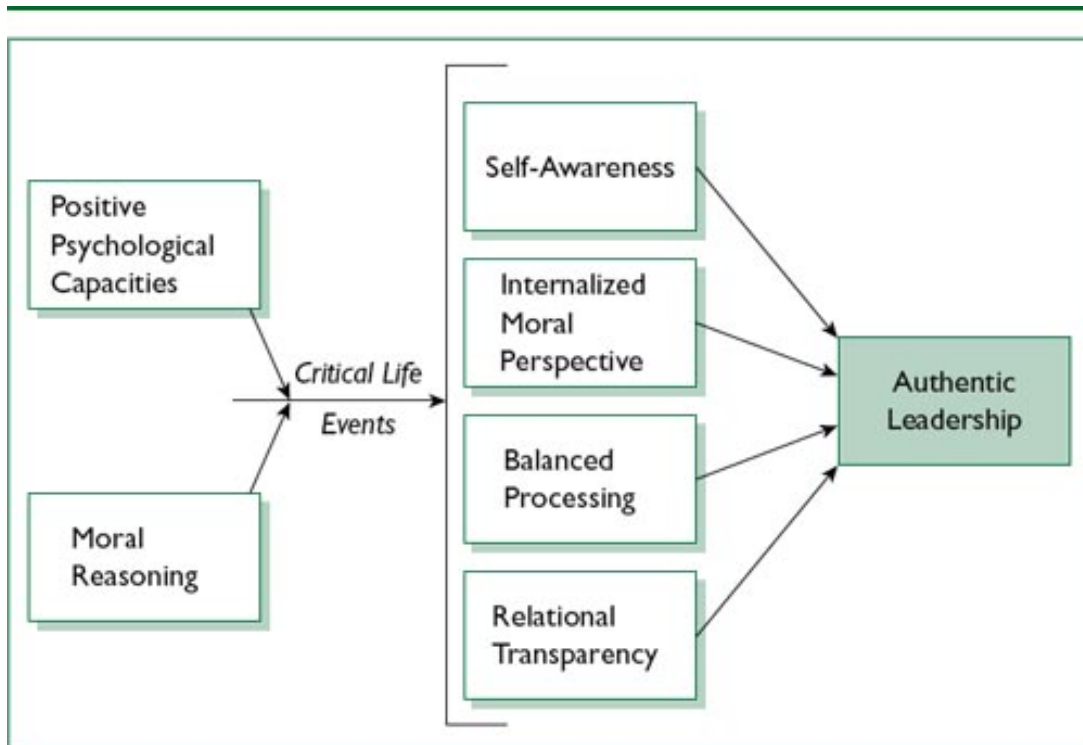 Positive
Psychological
Capacities
Moral
Reasoning
Critical Life
Events
Self-Awareness
Internalized
Moral
Perspective
Balanced
Processing
Relational
Transparency
Authentic
Leadership